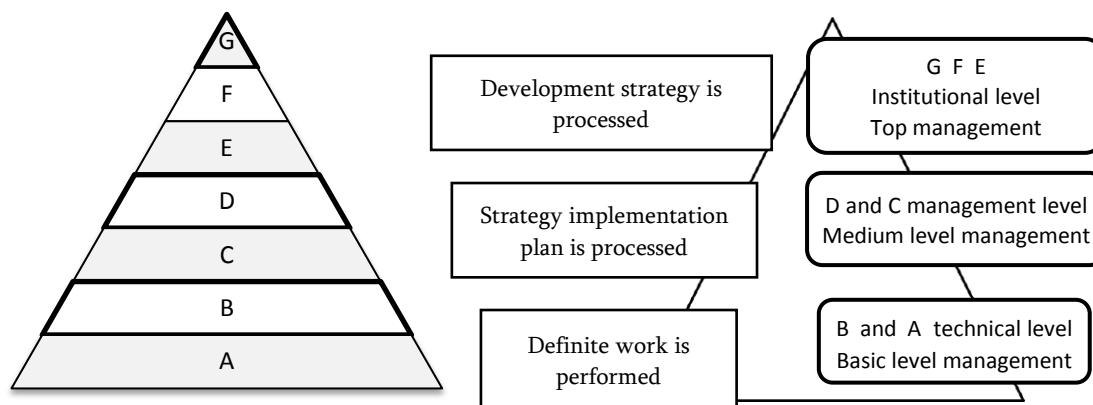 G
F
E
D
C
B
A
Development strategy is
processed
G F E
Institutional level
Top management
Strategy implementation
plan is processed
D and C management level
Medium level management
Definite work is
performed
B and A technical level
Basic level management